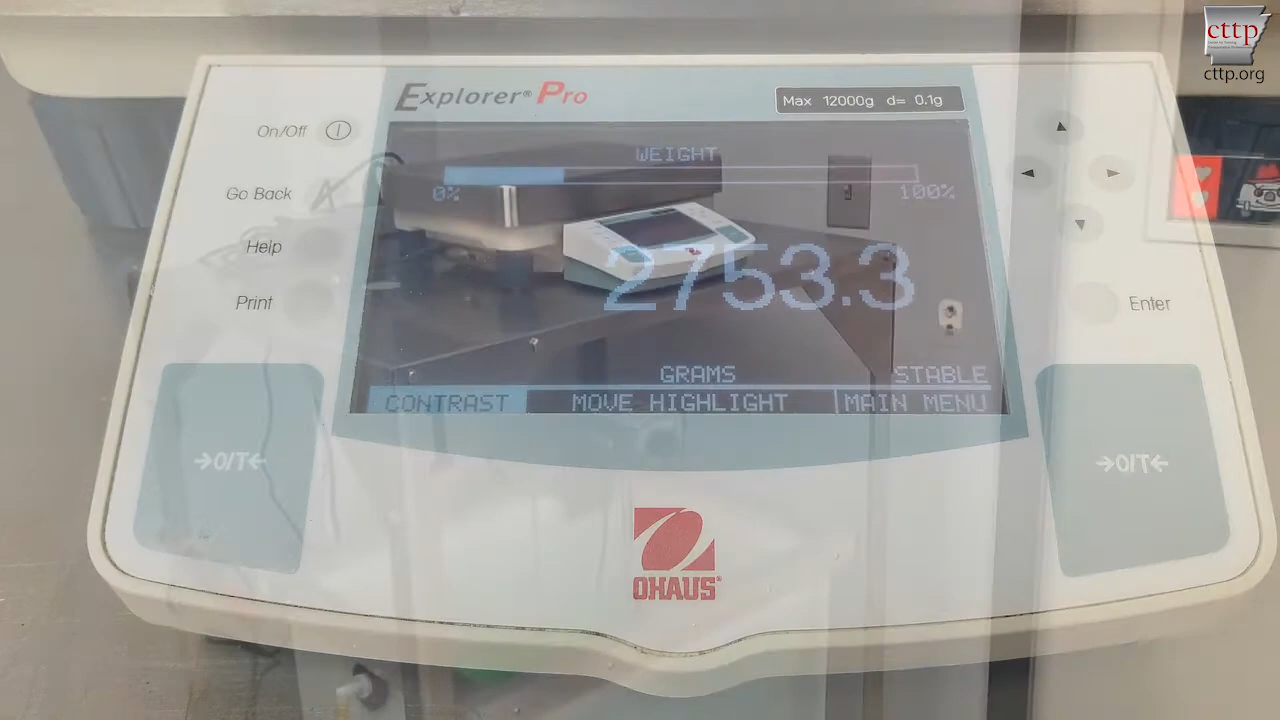 cttp
cttp.org
Explorer® Pro
Max 12000g d= 0.1g
On/Off
Go Back
Help
Print
WEIGHT
0%
100%
2753.3
GRAMS
STABLE
CONTRAST
MOVE HIGHLIGHT
MAIN MENU
Enter
→0/T←
→0/T←
OHAUS®